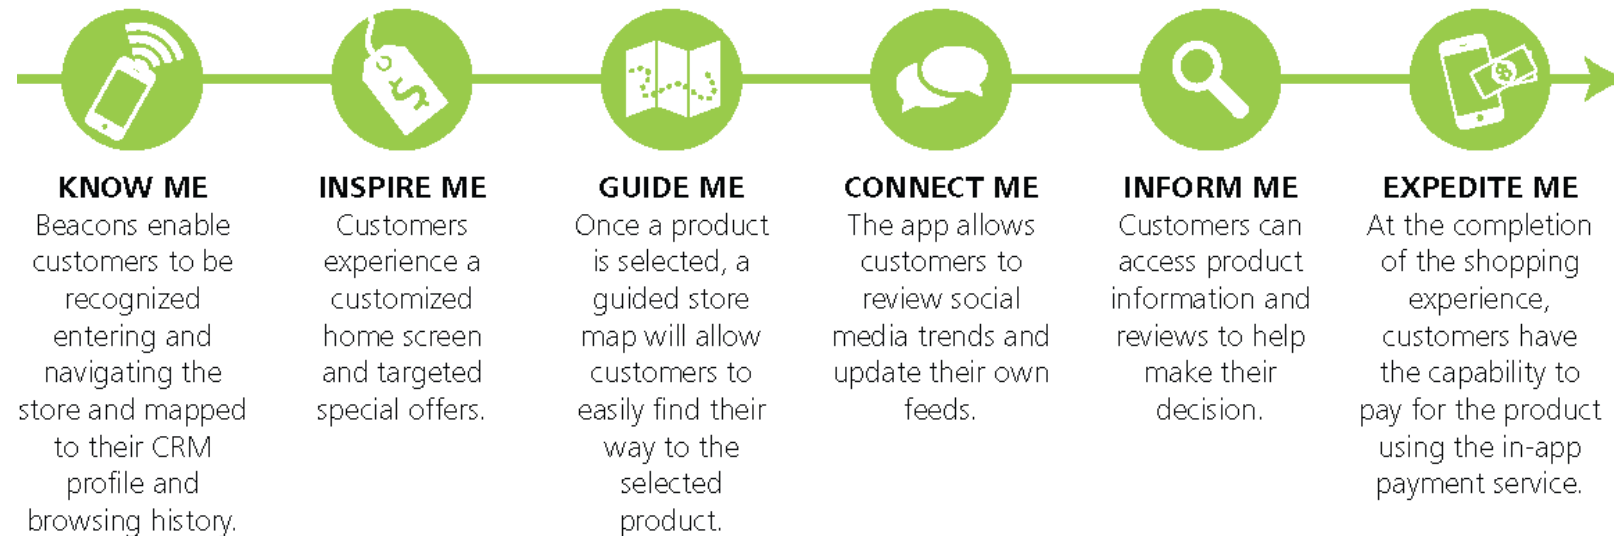 KNOW ME
Beacons enable
customers to be
recognized
entering and
navigating the
store and mapped
to their CRM
profile and
browsing history.
INSPIRE ME
Customers
experience a
customized
home screen
and targeted
special offers.
GUIDE ME
Once a product
is selected, a
guided store
map will allow
customers to
easily find their
way to the
selected
product.
CONNECT ME
The app allows
customers to
review social
media trends and
update their own
feeds.
INFORM ME
Customers can
access product
information and
reviews to help
make their
decision.
EXPEDITE ME
At the completion
of the shopping
experience,
customers have
the capability to
pay for the product
using the in-app
payment service.